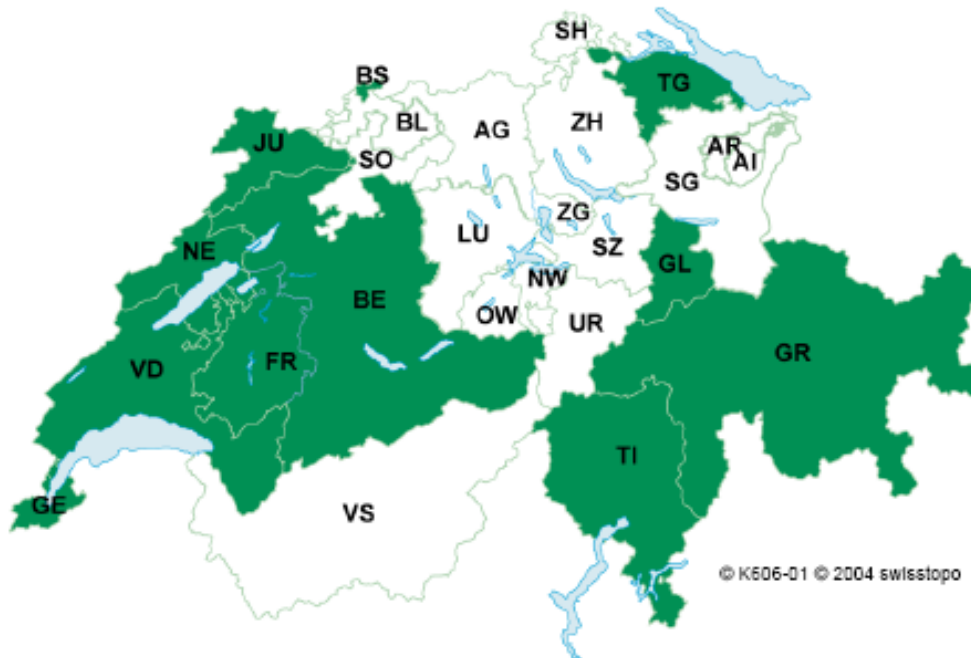 SH
BS
TG
BL
AG
ZH
JU
AR
SO
AI
SG
ZG
LU
SZ
NE
NW
GL
BE
OW
UR
GR
VD
FR
TI
GE
VS
© K606-01 © 2004 swisstopo